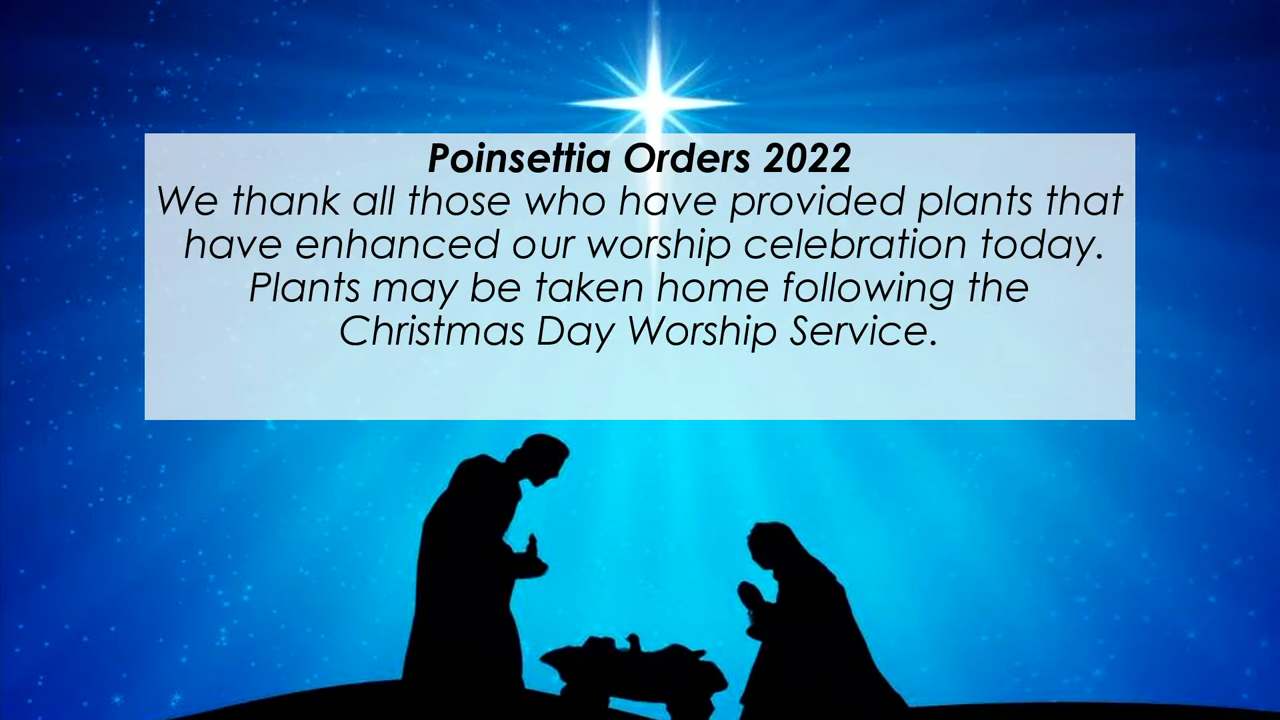 Poinsettia Orders 2022
We thank all those who have provided plants that
have enhanced our worship celebration today.
Plants may be taken home following the
Christmas Day Worship Service.